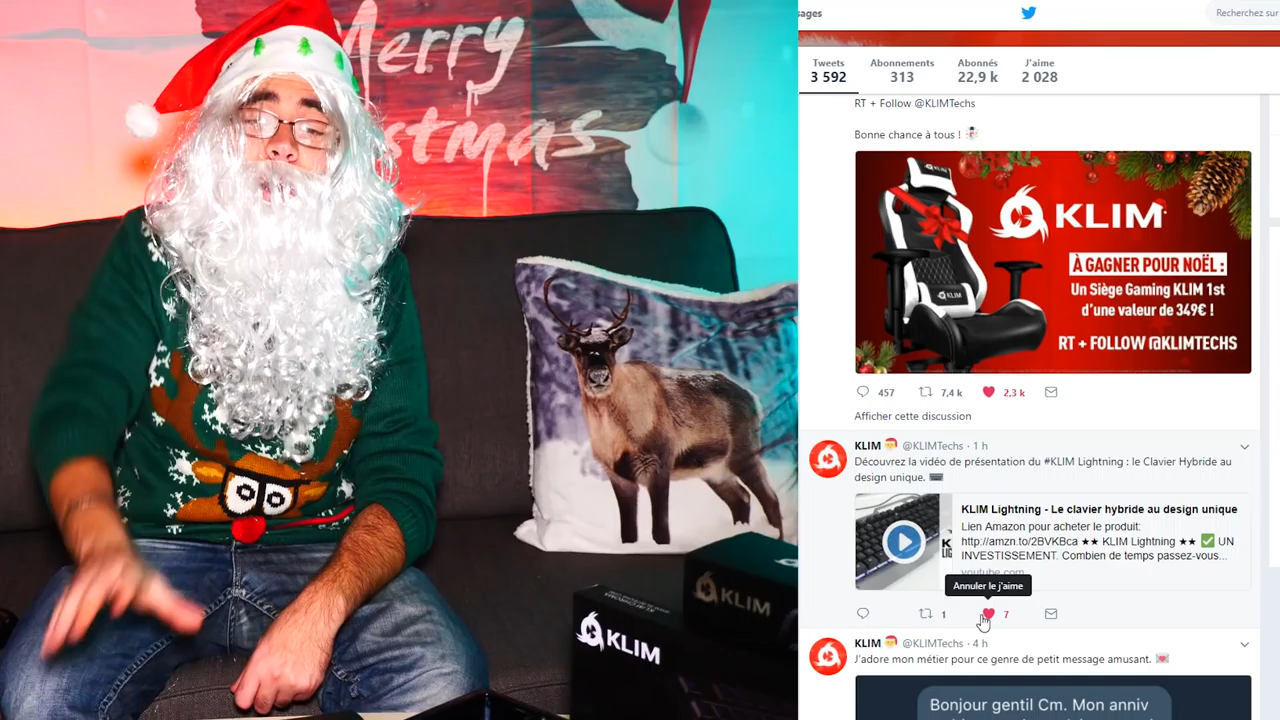 Merry
stmas
KLIM
KLIM
sages
Recherchez sur
Tweets
Abonnements
Abonnés
J'aime
3 592
313
22,9 k
2 028
RT + Follow @KLIMTechs
Bonne chance à tous !
KLIM
KLIM
À GAGNER POUR NOËL :
Un Siège Gaming KLIM 1st
d'une valeur de 349€ !
RT + FOLLOW @KLIMTECHS
457
7,4 k
2,3 k
Afficher cette discussion
KLIM @KLIMTechs · 1 h
Découvrez la vidéo de présentation du #KLIM Lightning : le Clavier Hybride au
design unique.
KLIM Lightning - Le clavier hybride au design unique
Lien Amazon pour acheter le produit:
http://amzn.to/2BVKBca ★★ KLIM Lightning ★★ ✅ UN
INVESTISSEMENT. Combien de temps passez-vous...
youtube.com
Annuler le j'aime
1
7
KLIM @KLIMTechs · 4 h
J'adore mon métier pour ce genre de petit message amusant.
Bonjour gentil Cm. Mon anniv